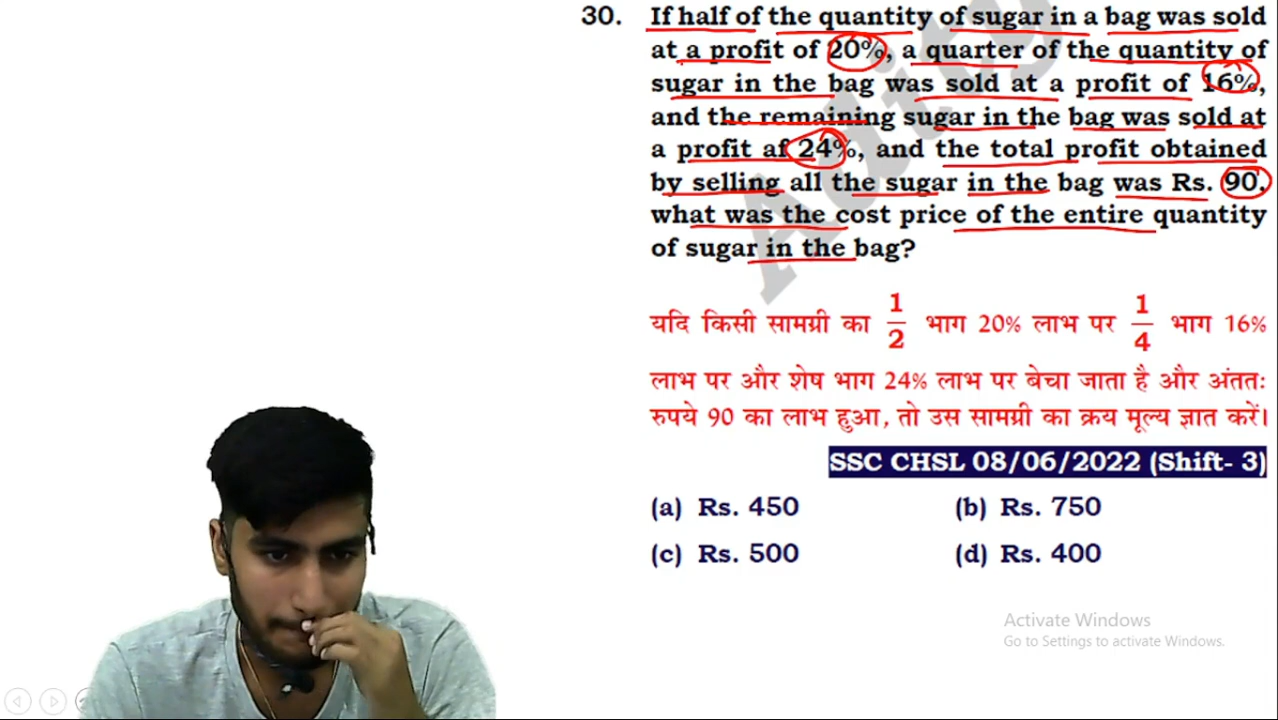 30. If half of the quantity of sugar in a bag was sold
at a profit of 20%, a quarter of the quantity of
sugar in the bag was sold at a profit of 16%,
and the remaining sugar in the bag was sold at
a profit af 24%, and the total profit obtained
by selling all the sugar in the bag was Rs. 90,
what was the cost price of the entire quantity
of sugar in the bag?
यदि किसी सामग्री का 1/2 भाग 20% लाभ पर 1/4 भाग 16%
लाभ पर और शेष भाग 24% लाभ पर बेचा जाता है और अंततः
रुपये 90 का लाभ हुआ, तो उस सामग्री का क्रय मूल्य ज्ञात करें।
SSC CHSL 08/06/2022 (Shift- 3)
(a) Rs. 450 (b) Rs. 750
(c) Rs. 500 (d) Rs. 400
Activate Windows
Go to Settings to activate Windows.